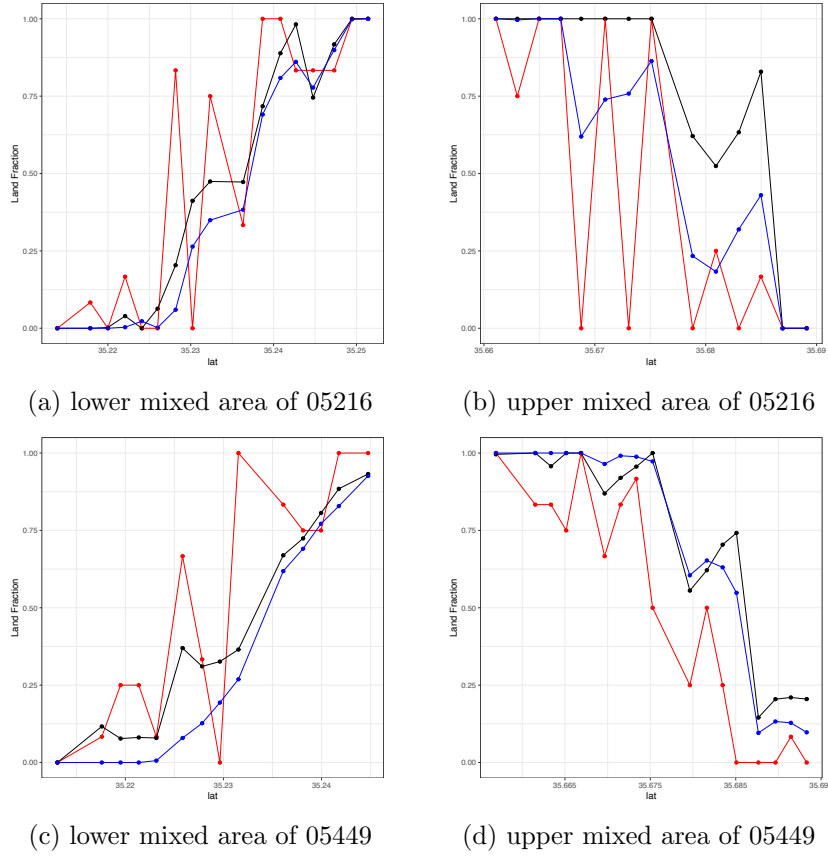 1.00
0.75
0.50
0.25
0.00
Land Fraction
35.22 35.23 35.24 35.25
lat
1.00
0.75
0.50
0.25
0.00
Land Fraction
35.66 35.67 35.68 35.69
lat
(a) lower mixed area of 05216
(b) upper mixed area of 05216
1.00
0.75
0.50
0.25
0.00
Land Fraction
35.22 35.23 35.24
lat
1.00
0.75
0.50
0.25
0.00
Land Fraction
35.665 35.675 35.685 35.69
lat
(c) lower mixed area of 05449
(d) upper mixed area of 05449